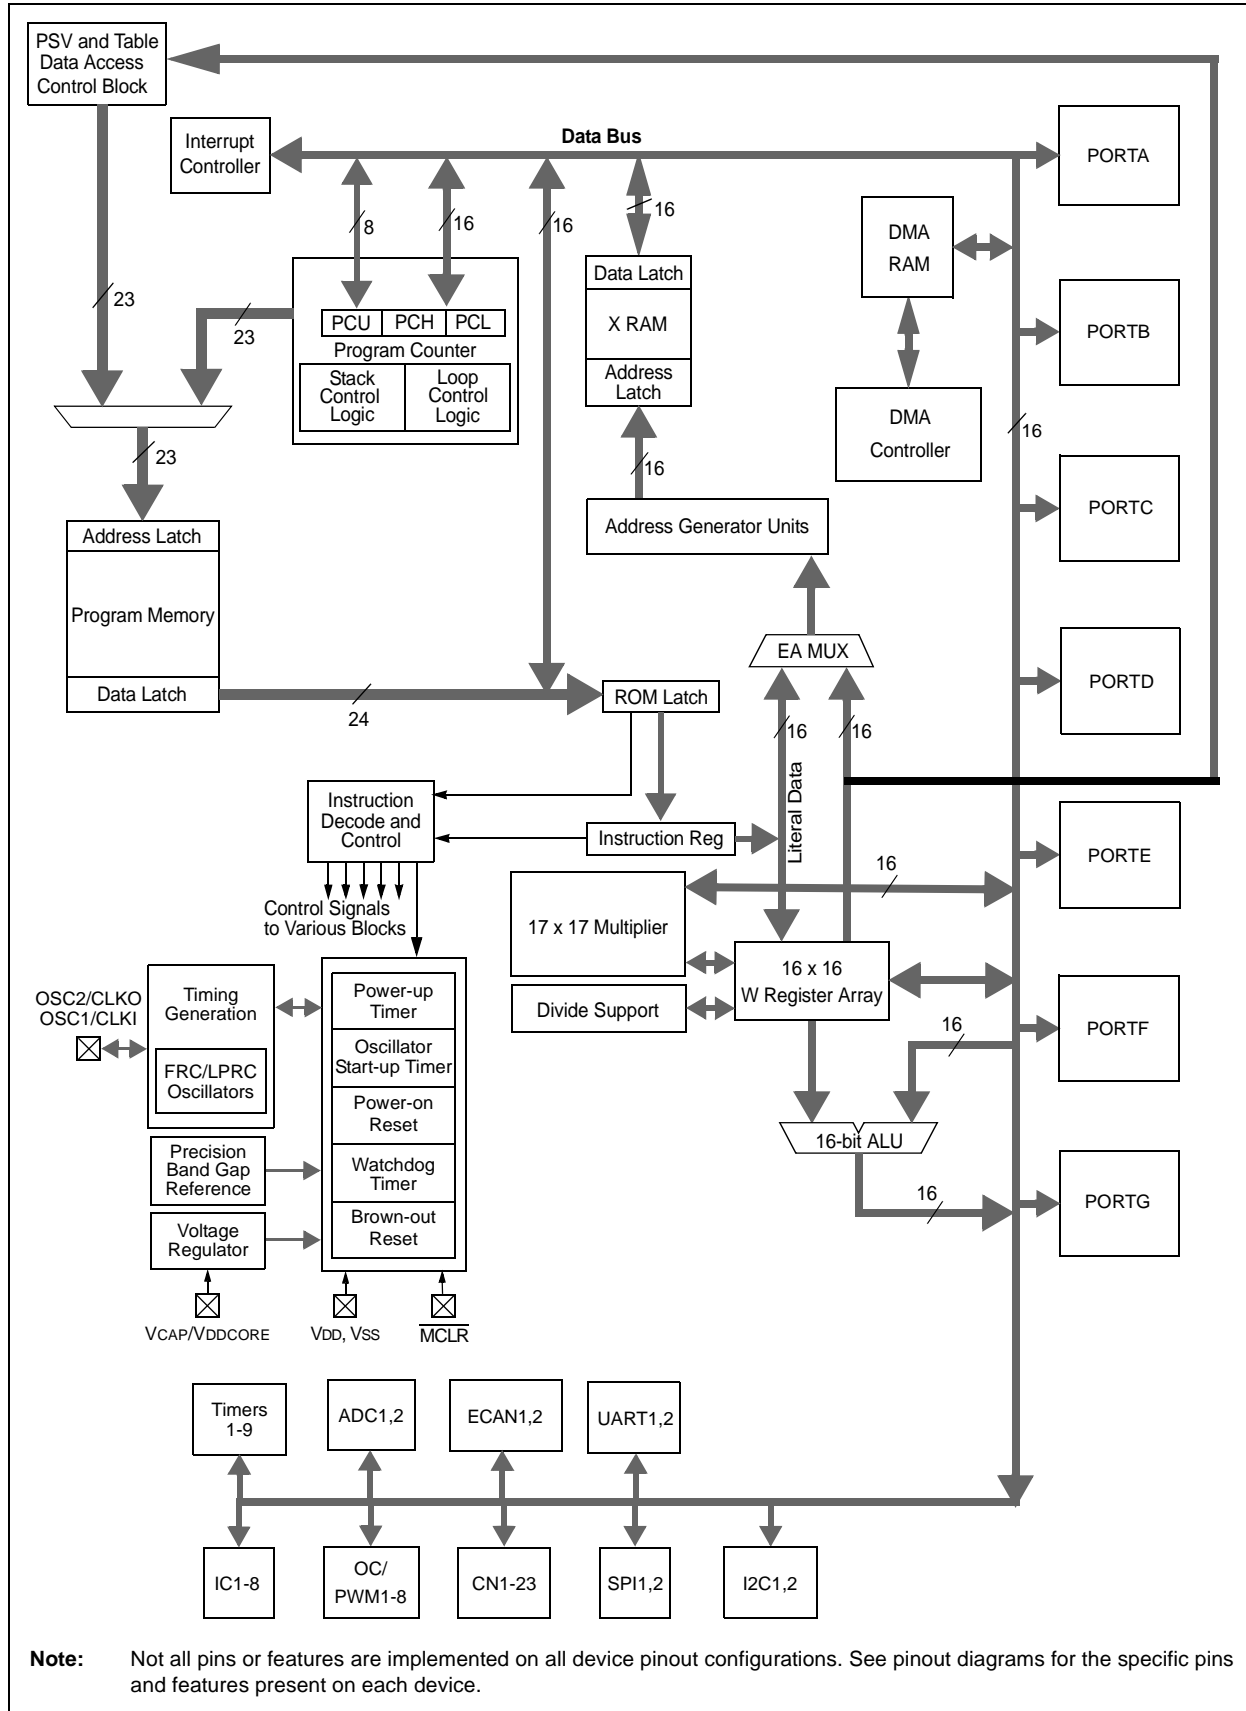 PSV and Table
Data Access
Control Block
Interrupt
Controller
Data Bus
PORTA
8
16
16
16
DMA
RAM
Data Latch
X RAM
Address
Latch
23
23
PCU
PCH
PCL
Program Counter
Stack
Control
Logic
Loop
Control
Logic
PORTB
DMA
Controller
16
23
16
PORTC
Address Latch
Program Memory
Data Latch
Address Generator Units
EA MUX
PORTD
24
ROM Latch
16
16
Literal Data
Instruction
Decode and
Control
Instruction Reg
PORTE
Control Signals
to Various Blocks
17 x 17 Multiplier
16
16 x 16
W Register Array
Divide Support
OSC2/CLKO
OSC1/CLKI
Timing
Generation
FRC/LPRC
Oscillators
Power-up
Timer
Oscillator
Start-up Timer
Power-on
Reset
Watchdog
Timer
Brown-out
Reset
16
PORTF
16-bit ALU
Precision
Band Gap
Reference
Voltage
Regulator
16
PORTG
VCAP/VDDCORE
VDD, VSS
MCLR
Timers
1-9
ADC1,2
ECAN1,2
UART1,2
IC1-8
OC/
PWM1-8
CN1-23
SPI1,2
I2C1,2
Note: Not all pins or features are implemented on all device pinout configurations. See pinout diagrams for the specific pins
and features present on each device.